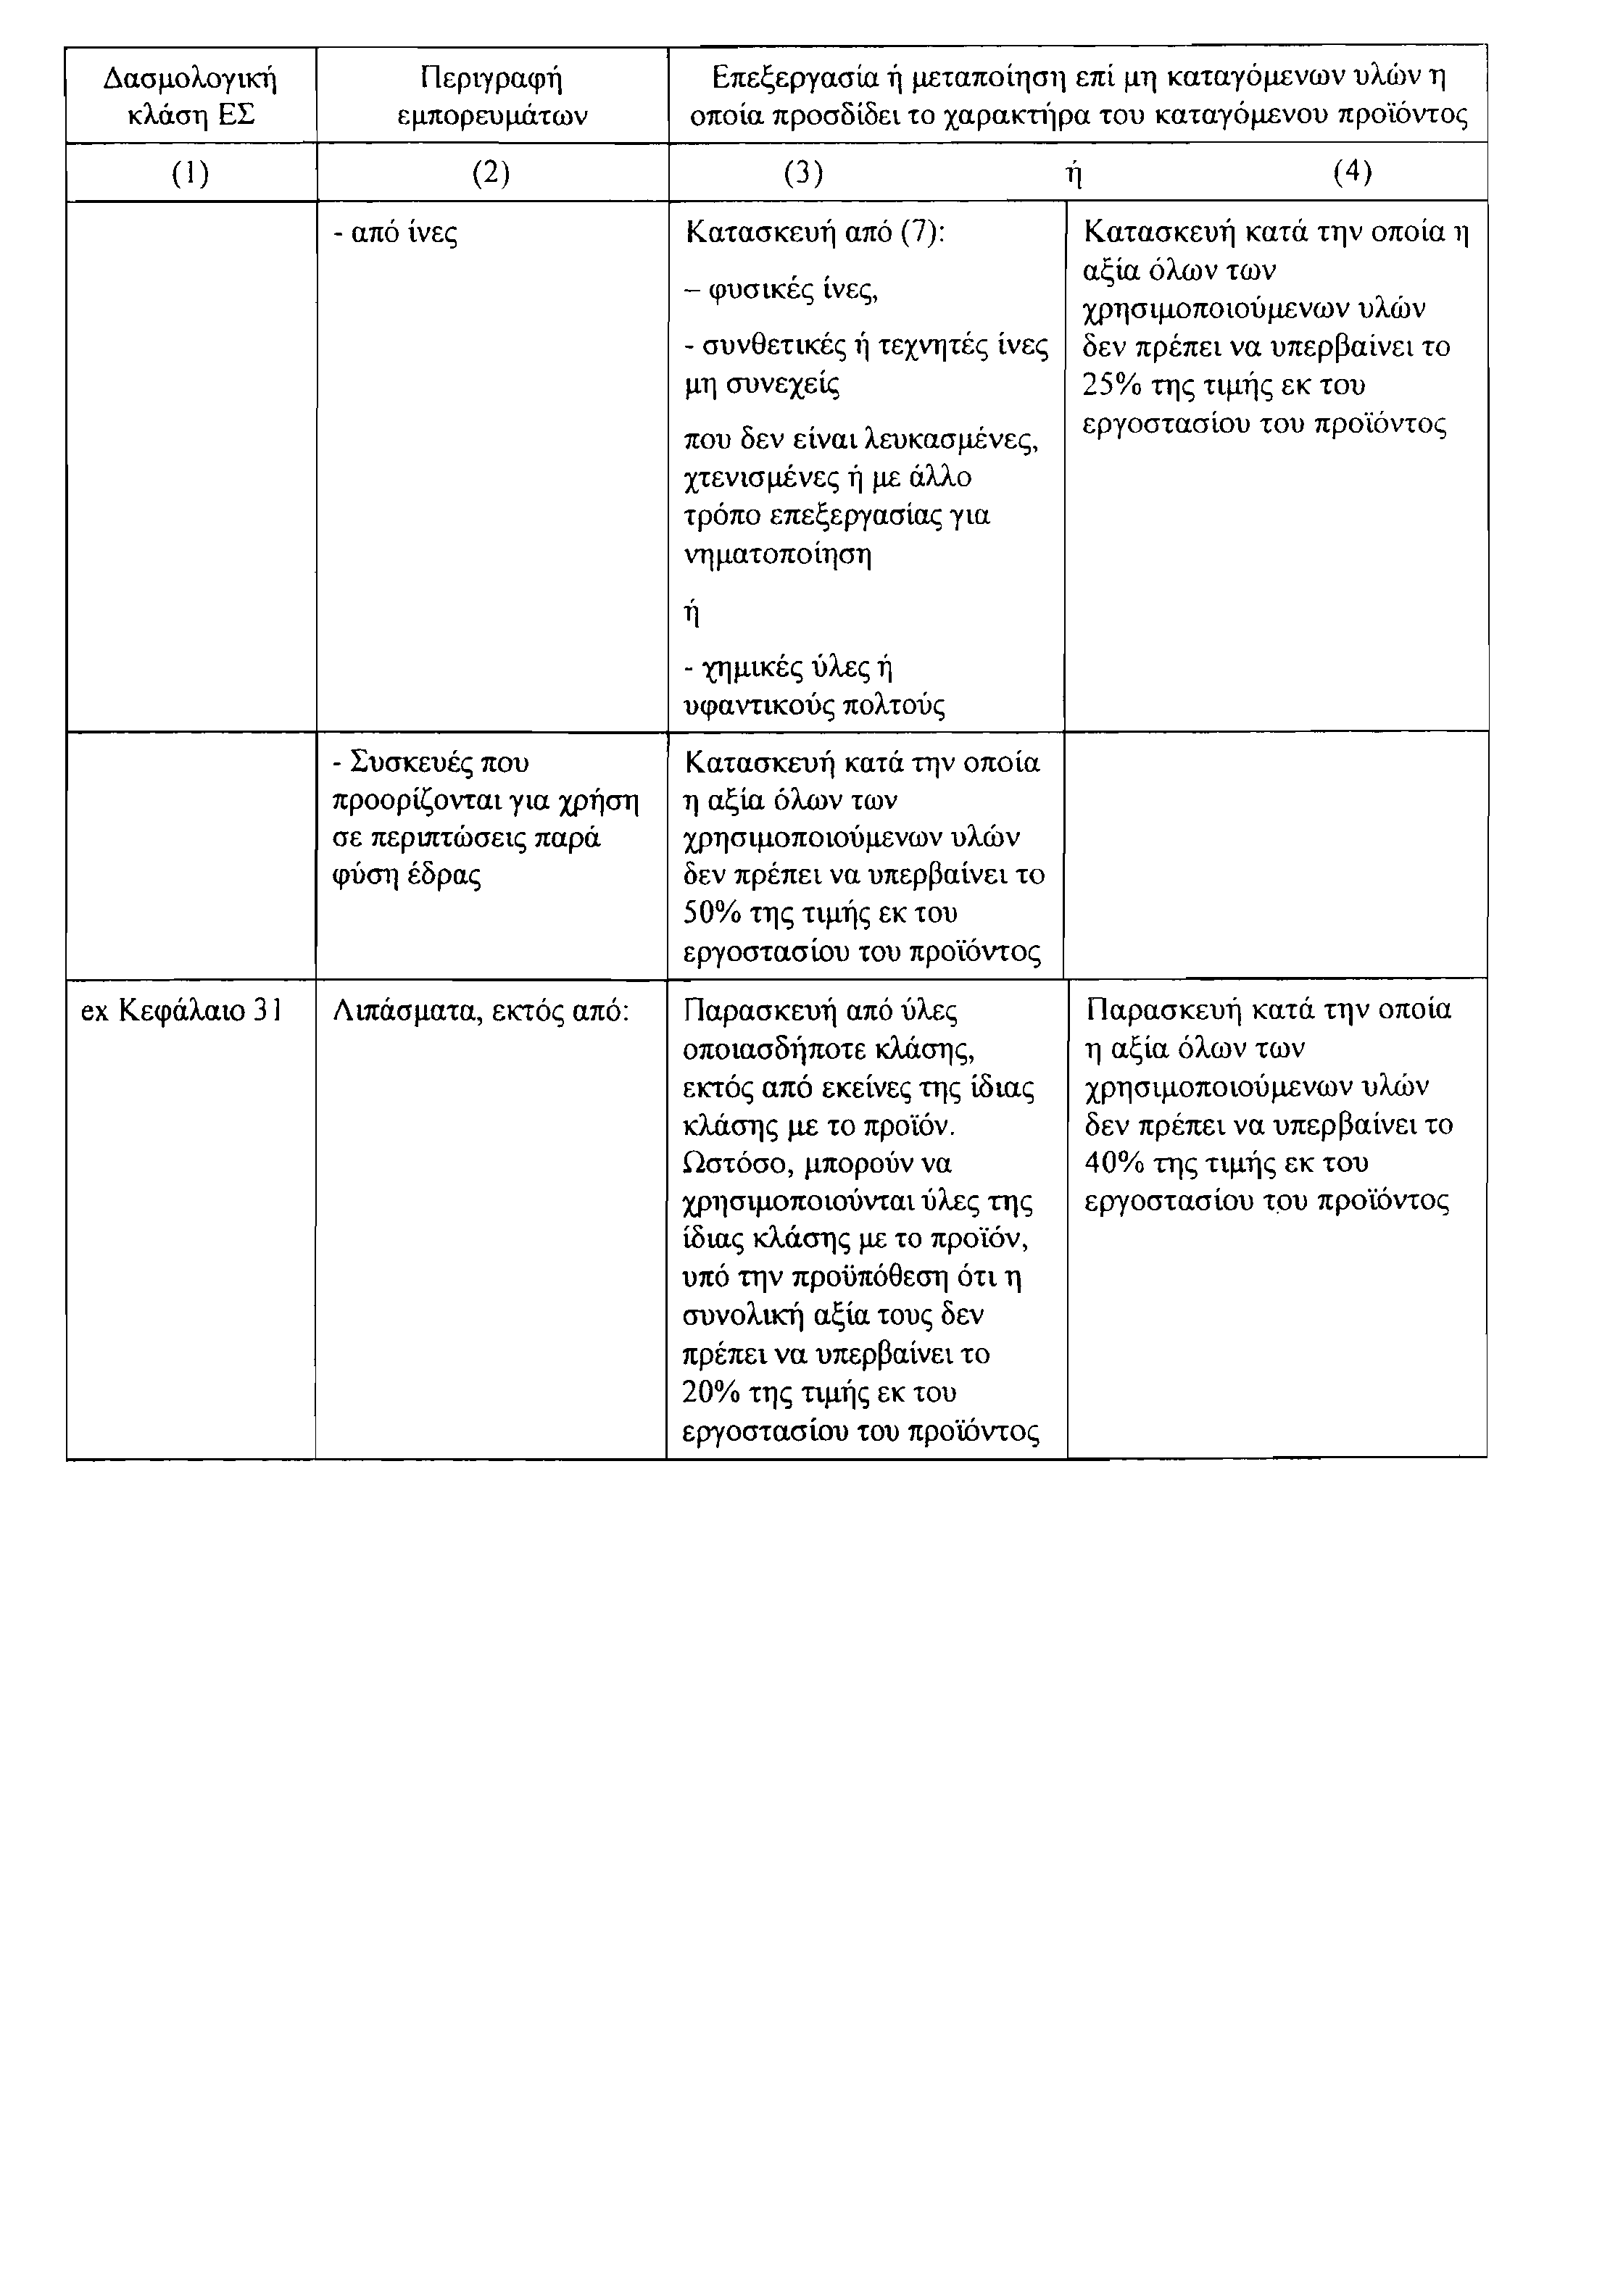 Δασμολογική
κλάση ΕΣ
Περιγραφή
εμπορευμάτων
Επεξεργασία ή μεταποίηση επί μη καταγόμενων υλών η
οποία προσδίδει το χαρακτήρα του καταγόμενου προϊόντος
(1)
(2)
(3) ή (4)
- από ίνες
Κατασκευή από (7):
– φυσικές ίνες,
- συνθετικές ή τεχνητές ίνες
μη συνεχείς
που δεν είναι λευκασμένες,
χτενισμένες ή με άλλο
τρόπο επεξεργασίας για
νηματοποίηση
ή
- χημικές ύλες ή
υφαντικούς πολτούς
Κατασκευή κατά την οποία η
αξία όλων των
χρησιμοποιούμενων υλών
δεν πρέπει να υπερβαίνει το
25% της τιμής εκ του
εργοστασίου του προϊόντος
- Συσκευές που
προορίζονται για χρήση
σε περιπτώσεις παρά
φύση έδρας
Κατασκευή κατά την οποία
η αξία όλων των
χρησιμοποιούμενων υλών
δεν πρέπει να υπερβαίνει το
50% της τιμής εκ του
εργοστασίου του προϊόντος
ex Κεφάλαιο 31
Λιπάσματα, εκτός από:
Παρασκευή από ύλες
οποιασδήποτε κλάσης,
εκτός από εκείνες της ίδιας
κλάσης με το προϊόν.
Ωστόσο, μπορούν να
χρησιμοποιούνται ύλες της
ίδιας κλάσης με το προϊόν,
υπό την προϋπόθεση ότι η
συνολική αξία τους δεν
πρέπει να υπερβαίνει το
20% της τιμής εκ του
εργοστασίου του προϊόντος
Παρασκευή κατά την οποία
η αξία όλων των
χρησιμοποιούμενων υλών
δεν πρέπει να υπερβαίνει το
40% της τιμής εκ του
εργοστασίου του προϊόντος